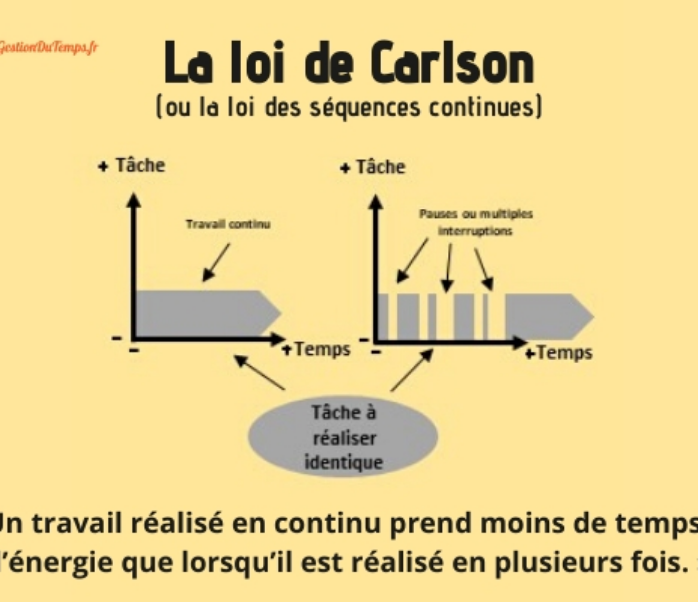 GestionDuTemps.fr
La loi de Carlson
(ou la loi des séquences continues)
+ Tâche
+ Tâche
Travail continu
Pauses ou multiples
interruptions
-
-
+Temps
-
-
+Temps
Tâche à
réaliser
identique
Un travail réalisé en continu prend moins de temps
d'énergie que lorsqu'il est réalisé en plusieurs fois.